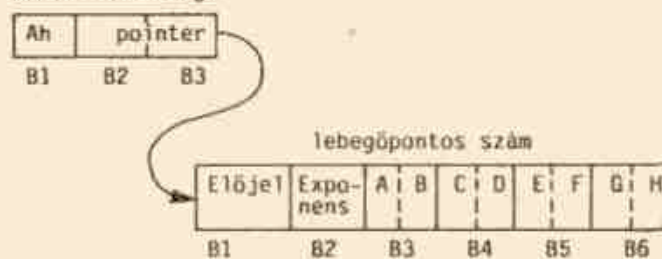 Ah pointer
B1 B2 B3
lebegőpontos szám
Előjel Expo-nens A B C D E F G H
B1 B2 B3 B4 B5 B6